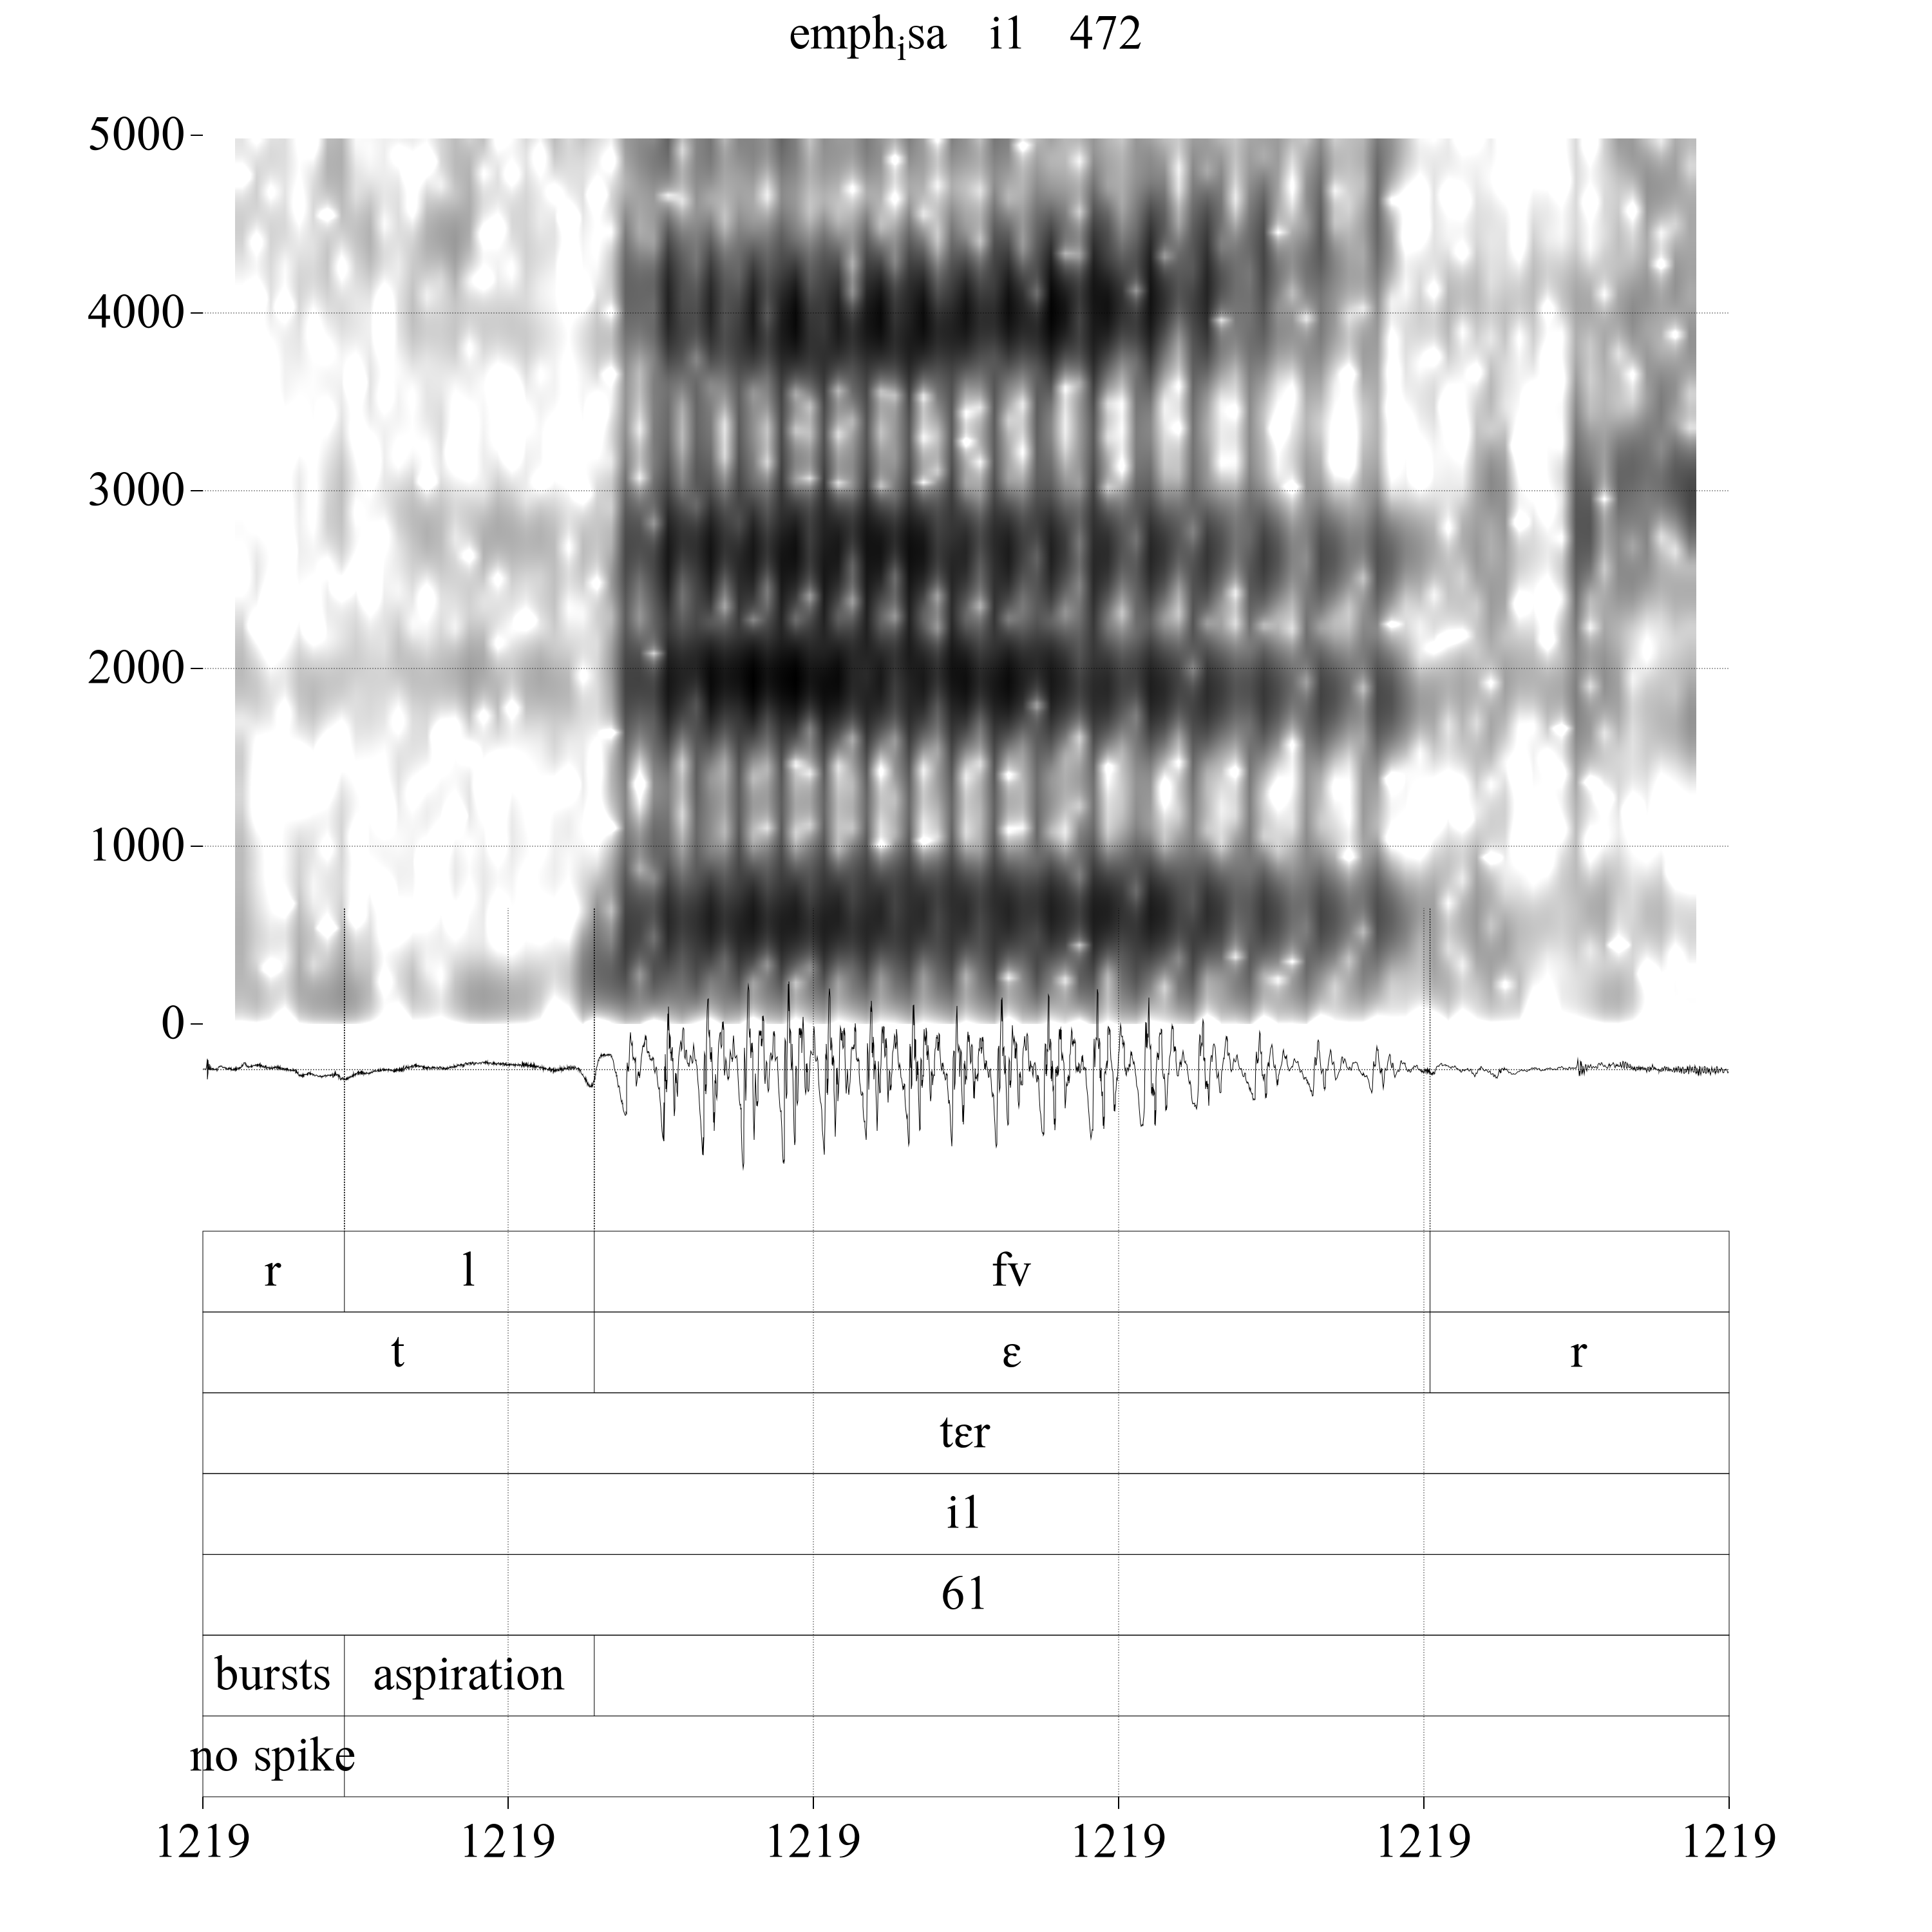 emphᵢsa i1 472
5000
4000
3000
2000
1000
0
r l fv
t ε r
tεr
i1
61
bursts aspiration
no spike
1219 1219 1219 1219 1219 1219